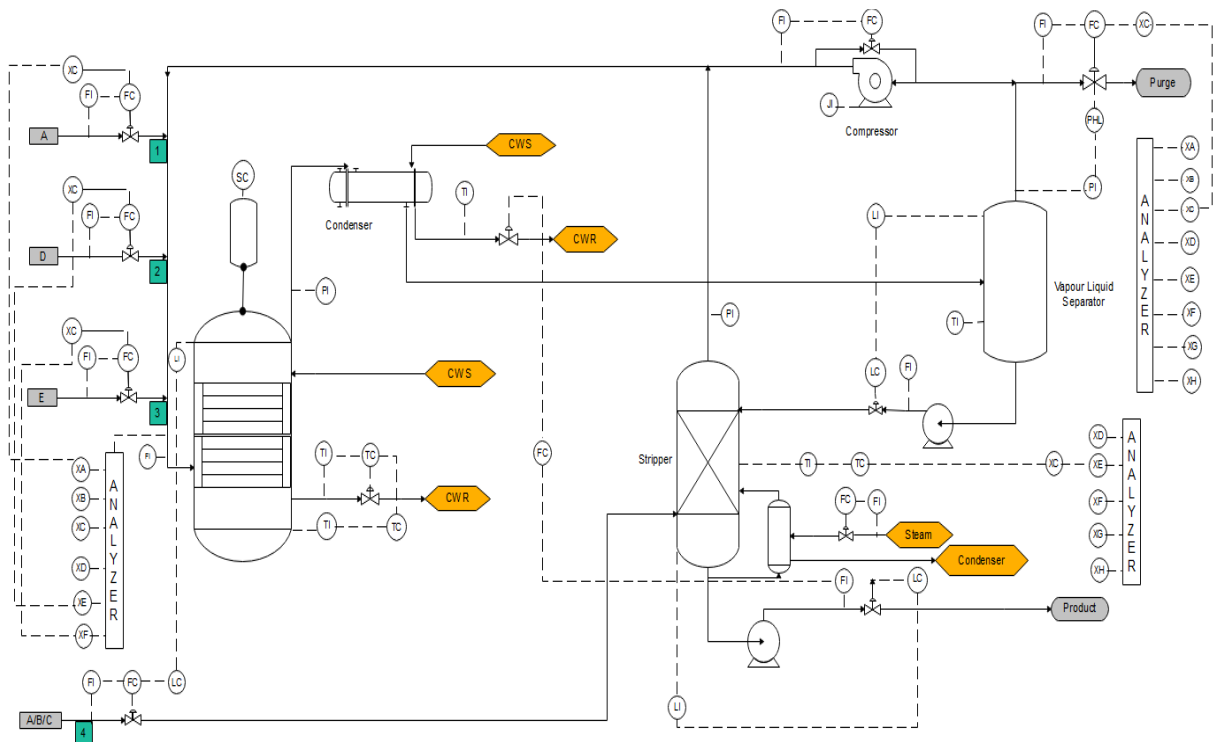 FI
FC
FI
FC
XC
XC
FI
FC
Purge
JI
Compressor
A
1
CWS
PHL
XA
XC
SC
XB
FI
FC
TI
PI
A
N
A
L
Y
Z
E
R
Condenser
LI
XC
CWR
XD
D
2
Vapour Liquid
Separator
XE
PI
PI
TI
XF
XC
FI
FC
LI
XG
CWS
LC
FI
XH
E
3
XD
A
N
A
L
Y
Z
E
R
Stripper
FC
TI
TC
XC
XE
PI
XA
A
N
A
L
Y
Z
E
R
TI
TC
XB
CWR
FC
FI
XF
XC
TI
TC
Steam
XG
XD
Condenser
XH
XE
FI
LC
Product
XF
FI
FC
LC
LI
A/B/C
4